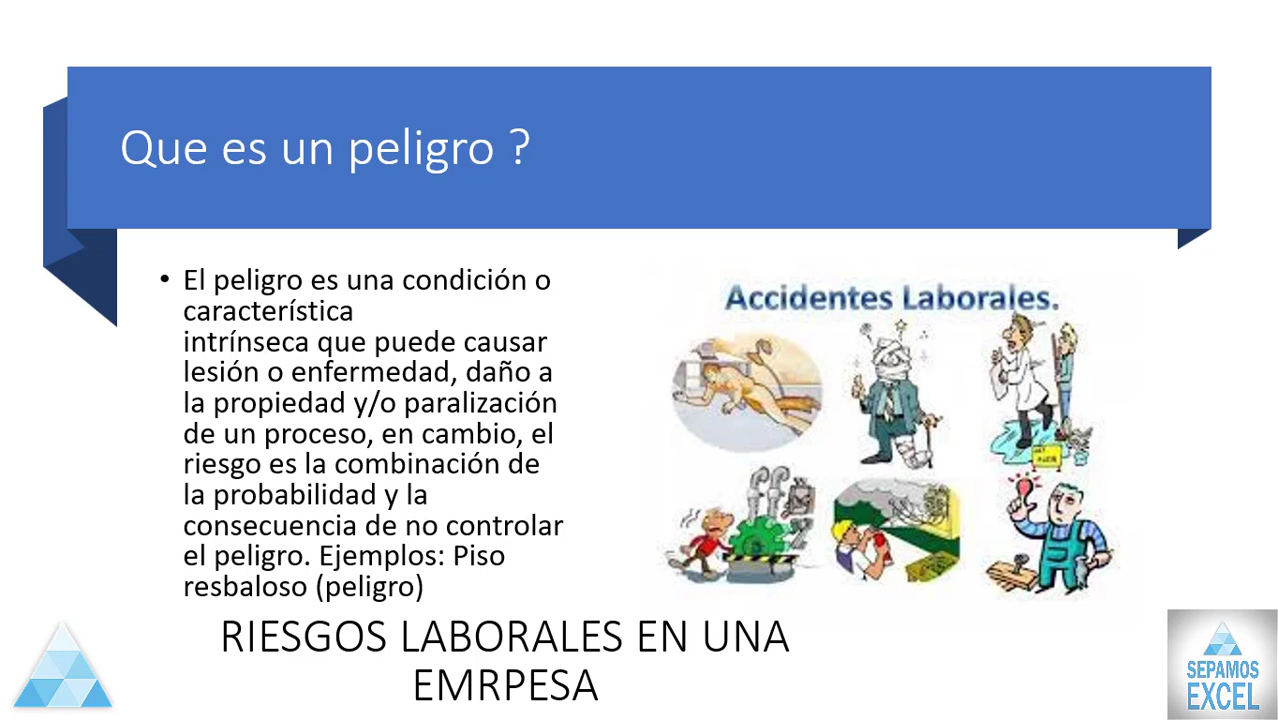 Que es un peligro ?
• El peligro es una condición o
característica
intrínseca que puede causar
lesión o enfermedad, daño a
la propiedad y/o paralización
de un proceso, en cambio, el
riesgo es la combinación de
la probabilidad y la
consecuencia de no controlar
el peligro. Ejemplos: Piso
resbaloso (peligro)
Accidentes Laborales.
RIESGOS LABORALES EN UNA
EMRPESA
SEPAMOS
EXCEL